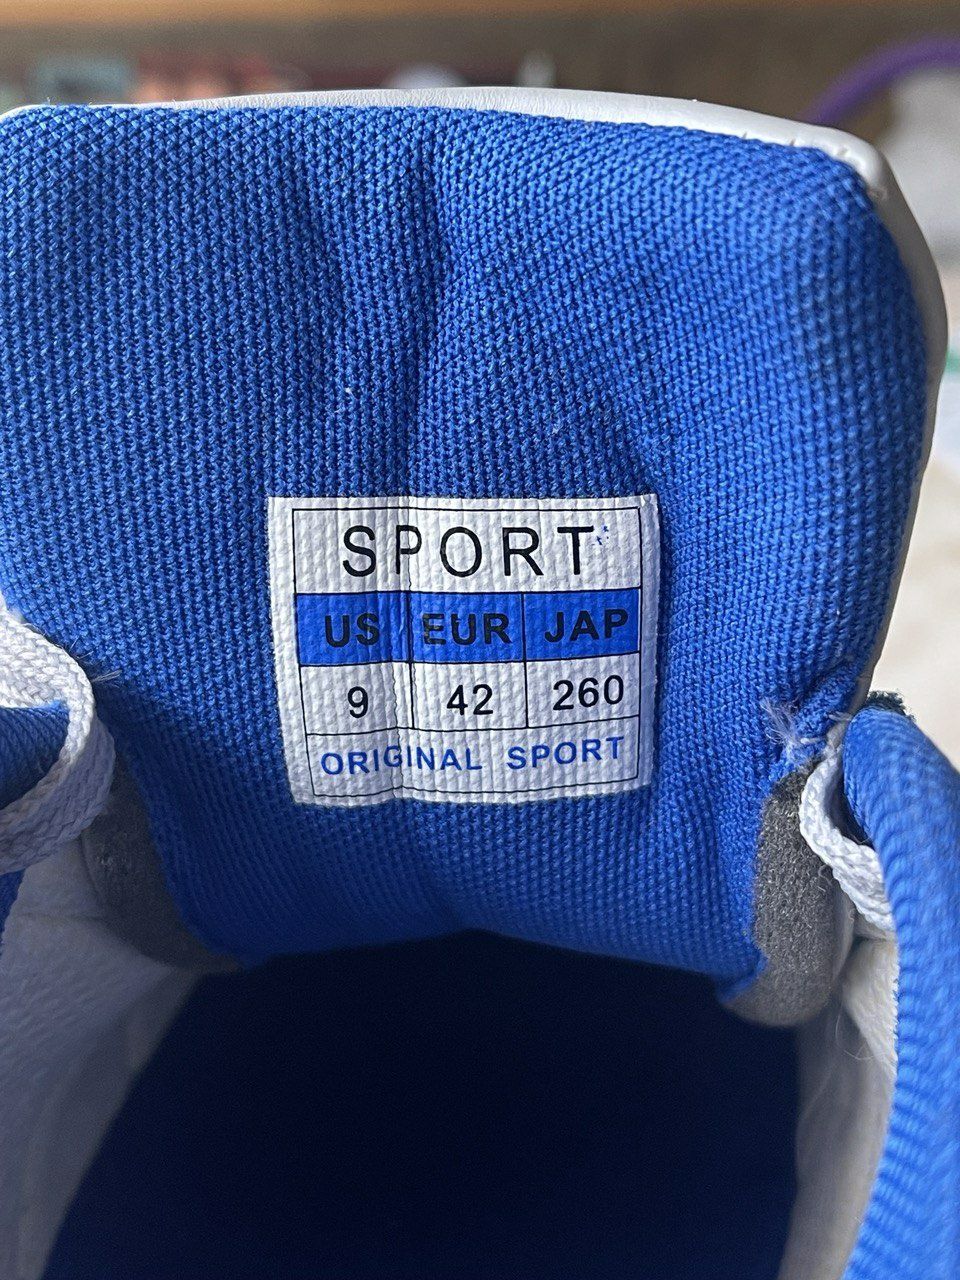 SPORT
US EUR JAP
9 42 260
ORIGINAL SPORT